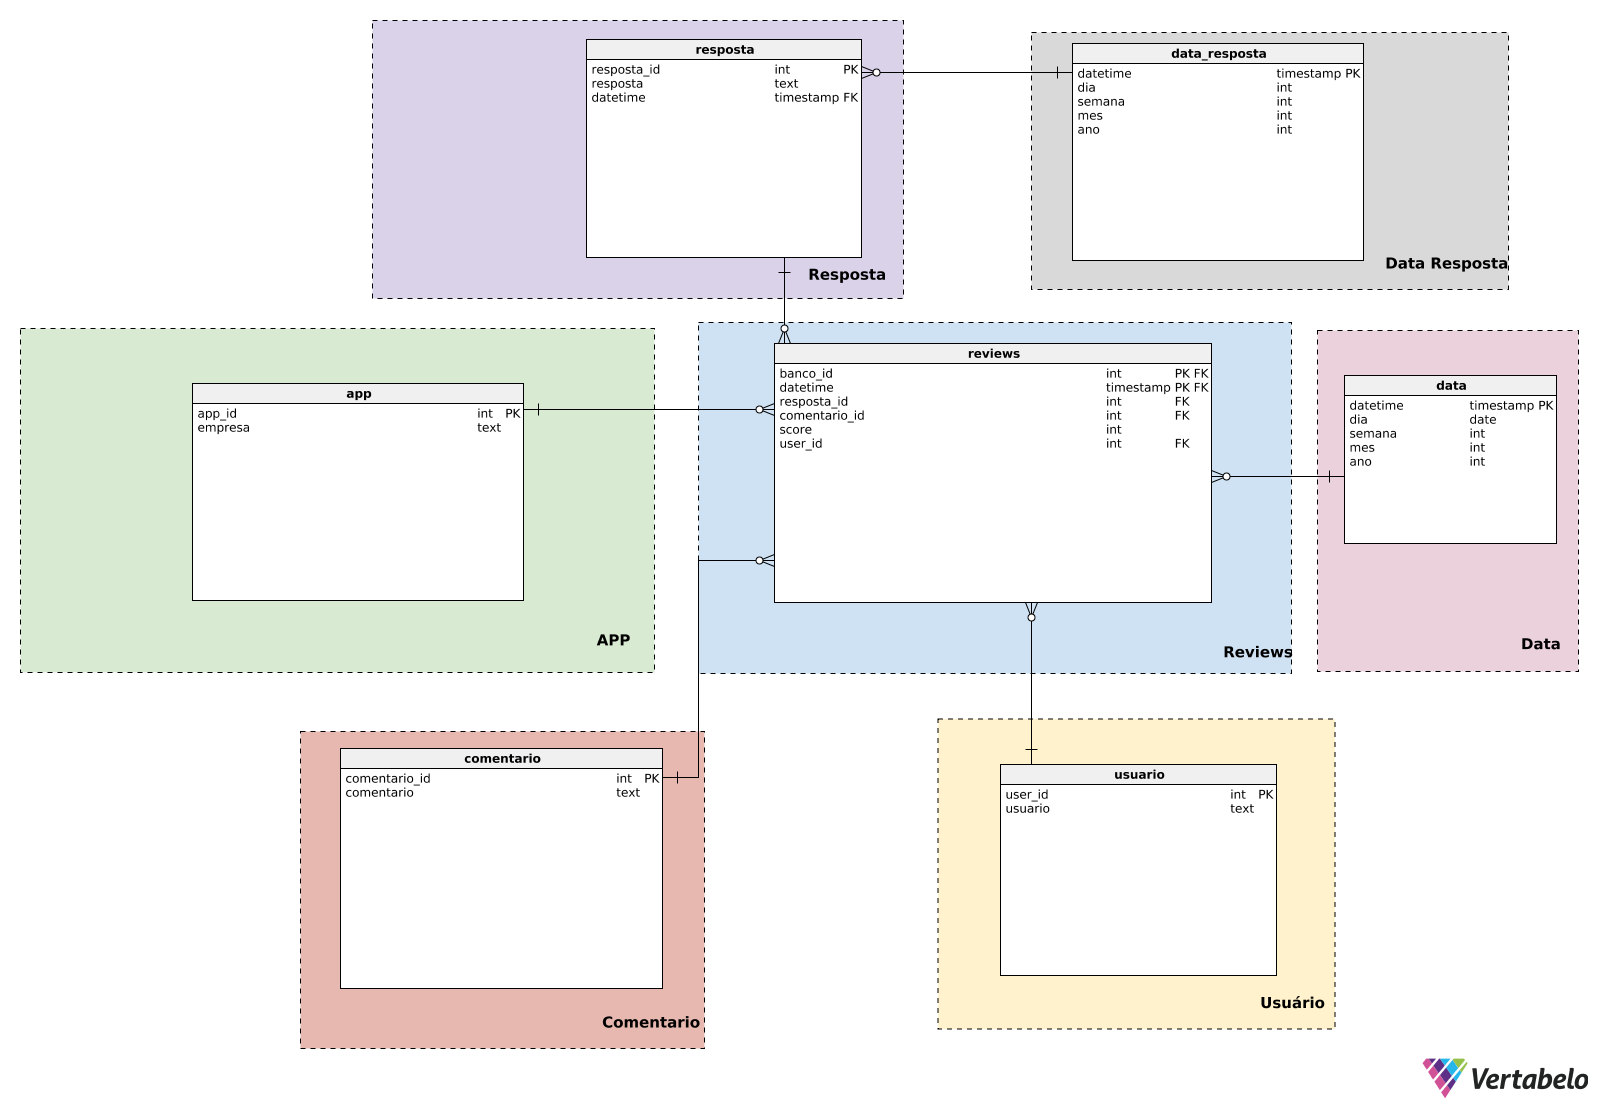 resposta
resposta_id int PK
resposta text
datetime timestamp FK
Resposta
data_resposta
datetime timestamp PK
dia int
semana int
mes int
ano int
Data Resposta
app
app_id int PK
empresa text
APP
reviews
banco_id int PK FK
datetime timestamp PK FK
resposta_id int FK
comentario_id int FK
score int
user_id int FK
Reviews
data
datetime timestamp PK
dia date
semana int
mes int
ano int
Data
comentario
comentario_id int PK
comentario text
Comentario
usuario
user_id int PK
usuario text
Usuário
Vertabelo